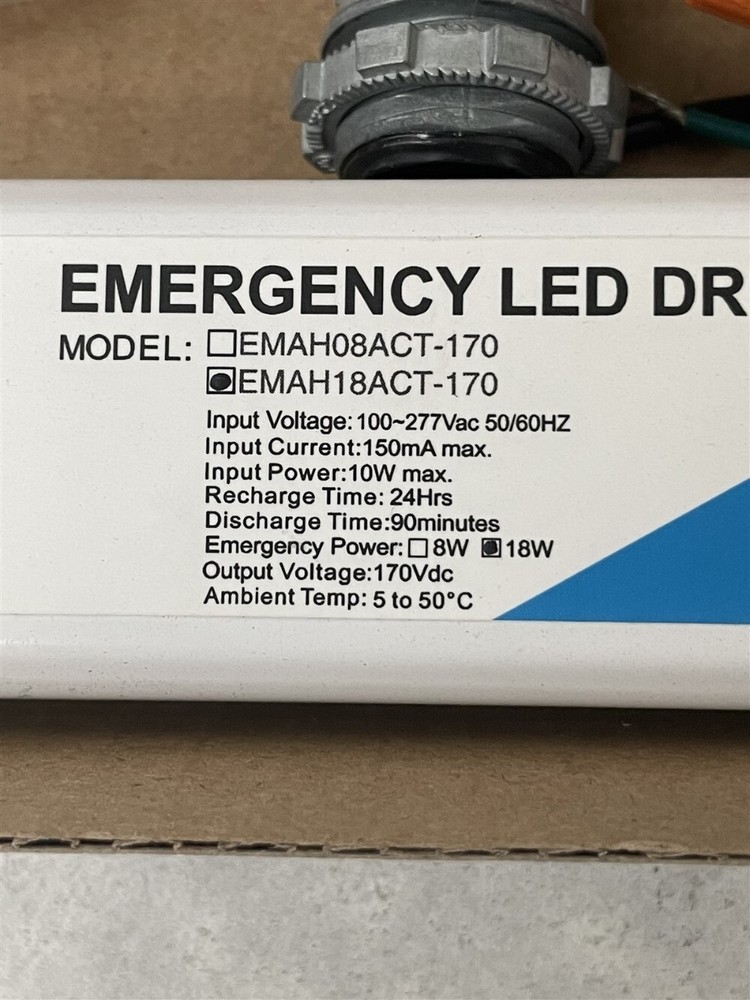 EMERGENCY LED DR
MODEL: ☐EMAH08ACT-170
☑EMAH18ACT-170
Input Voltage: 100~277Vac 50/60HZ
Input Current:150mA max.
Input Power:10W max.
Recharge Time: 24Hrs
Discharge Time:90minutes
Emergency Power: ☐8W ☑18W
Output Voltage:170Vdc
Ambient Temp: 5 to 50°C